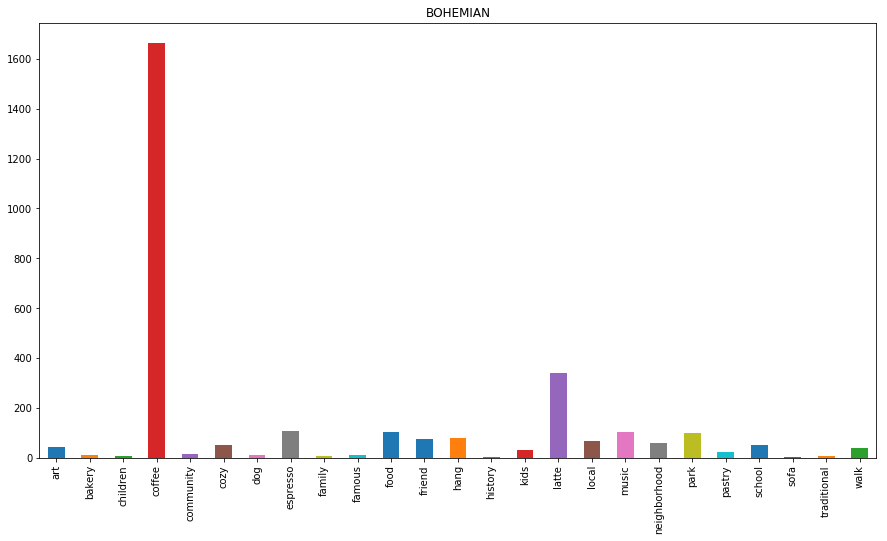 BOHEMIAN
1600
1400
1200
1000
800
600
400
200
0
art
bakery
children
coffee
community
cozy
dog
espresso
family
famous
food
friend
hang
history
kids
latte
local
music
neighborhood
park
pastry
school
sofa
traditional
walk